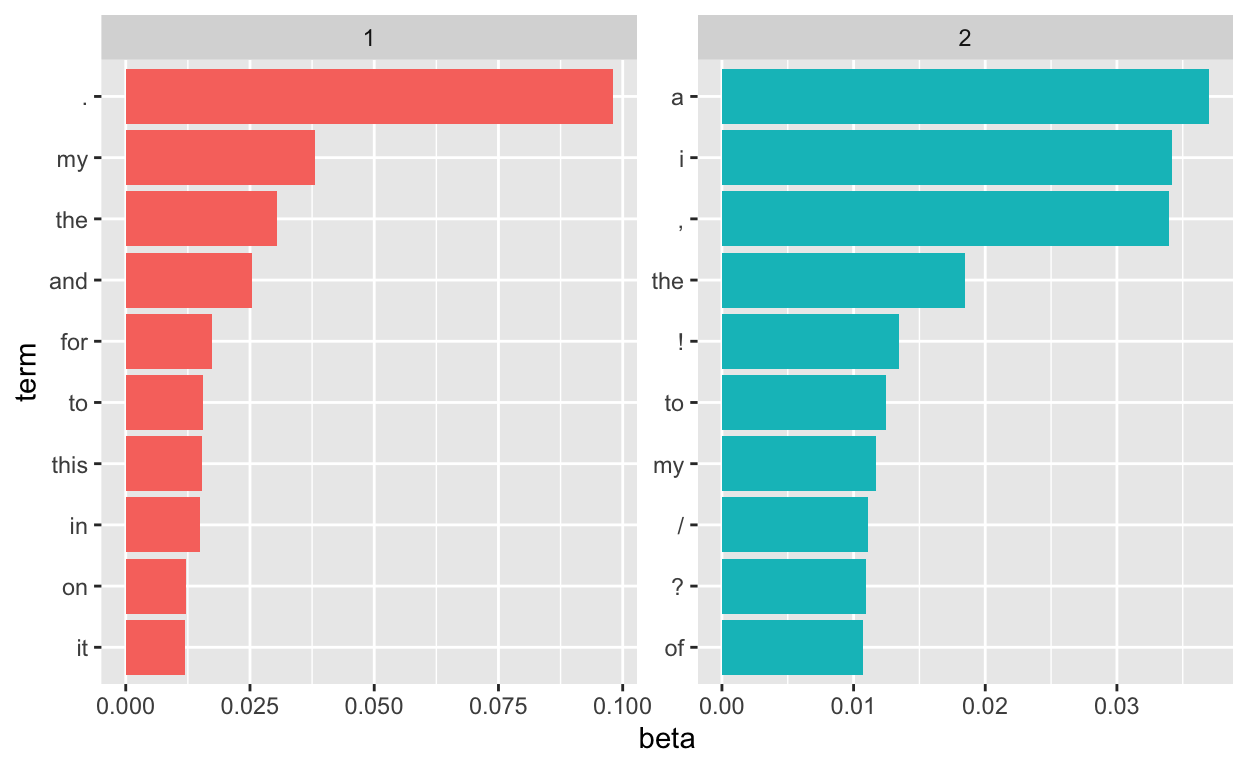 1
2
term
.
my
the
and
for
to
this
in
on
it
a
i
,
the
!
to
my
/
?
of
0.000 0.025 0.050 0.075 0.100
0.00 0.01 0.02 0.03
beta